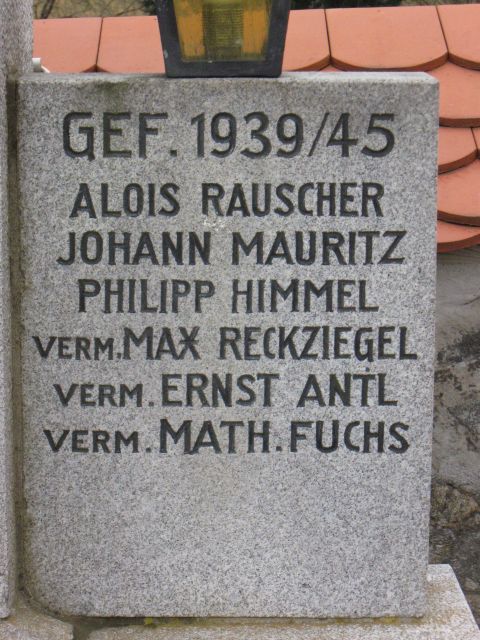 GEF. 1939/45
ALOIS RAUSCHER
JOHANN MAURITZ
PHILIPP HIMMEL
VERM. MAX RECKZIEGEL
VERM. ERNST ANTL
VERM. MATH. FUCHS